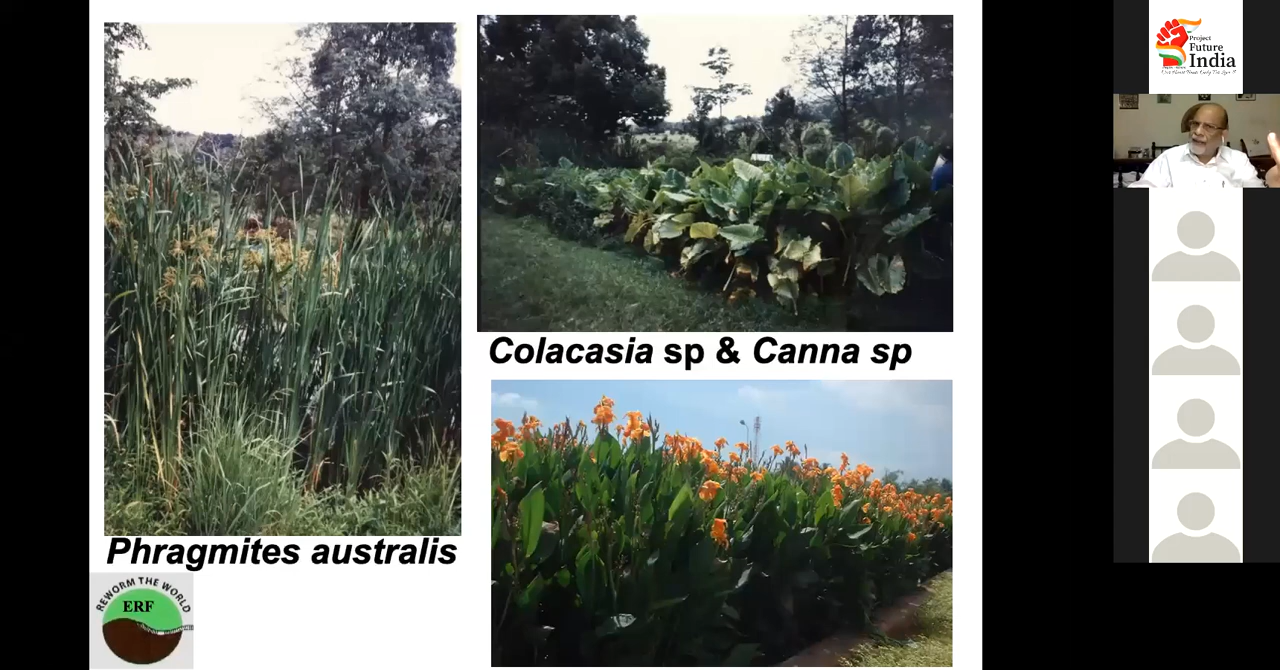 Colacasia sp & Canna sp
Phragmites australis
REWORM THE WORLD
ERF
Project
Future
India